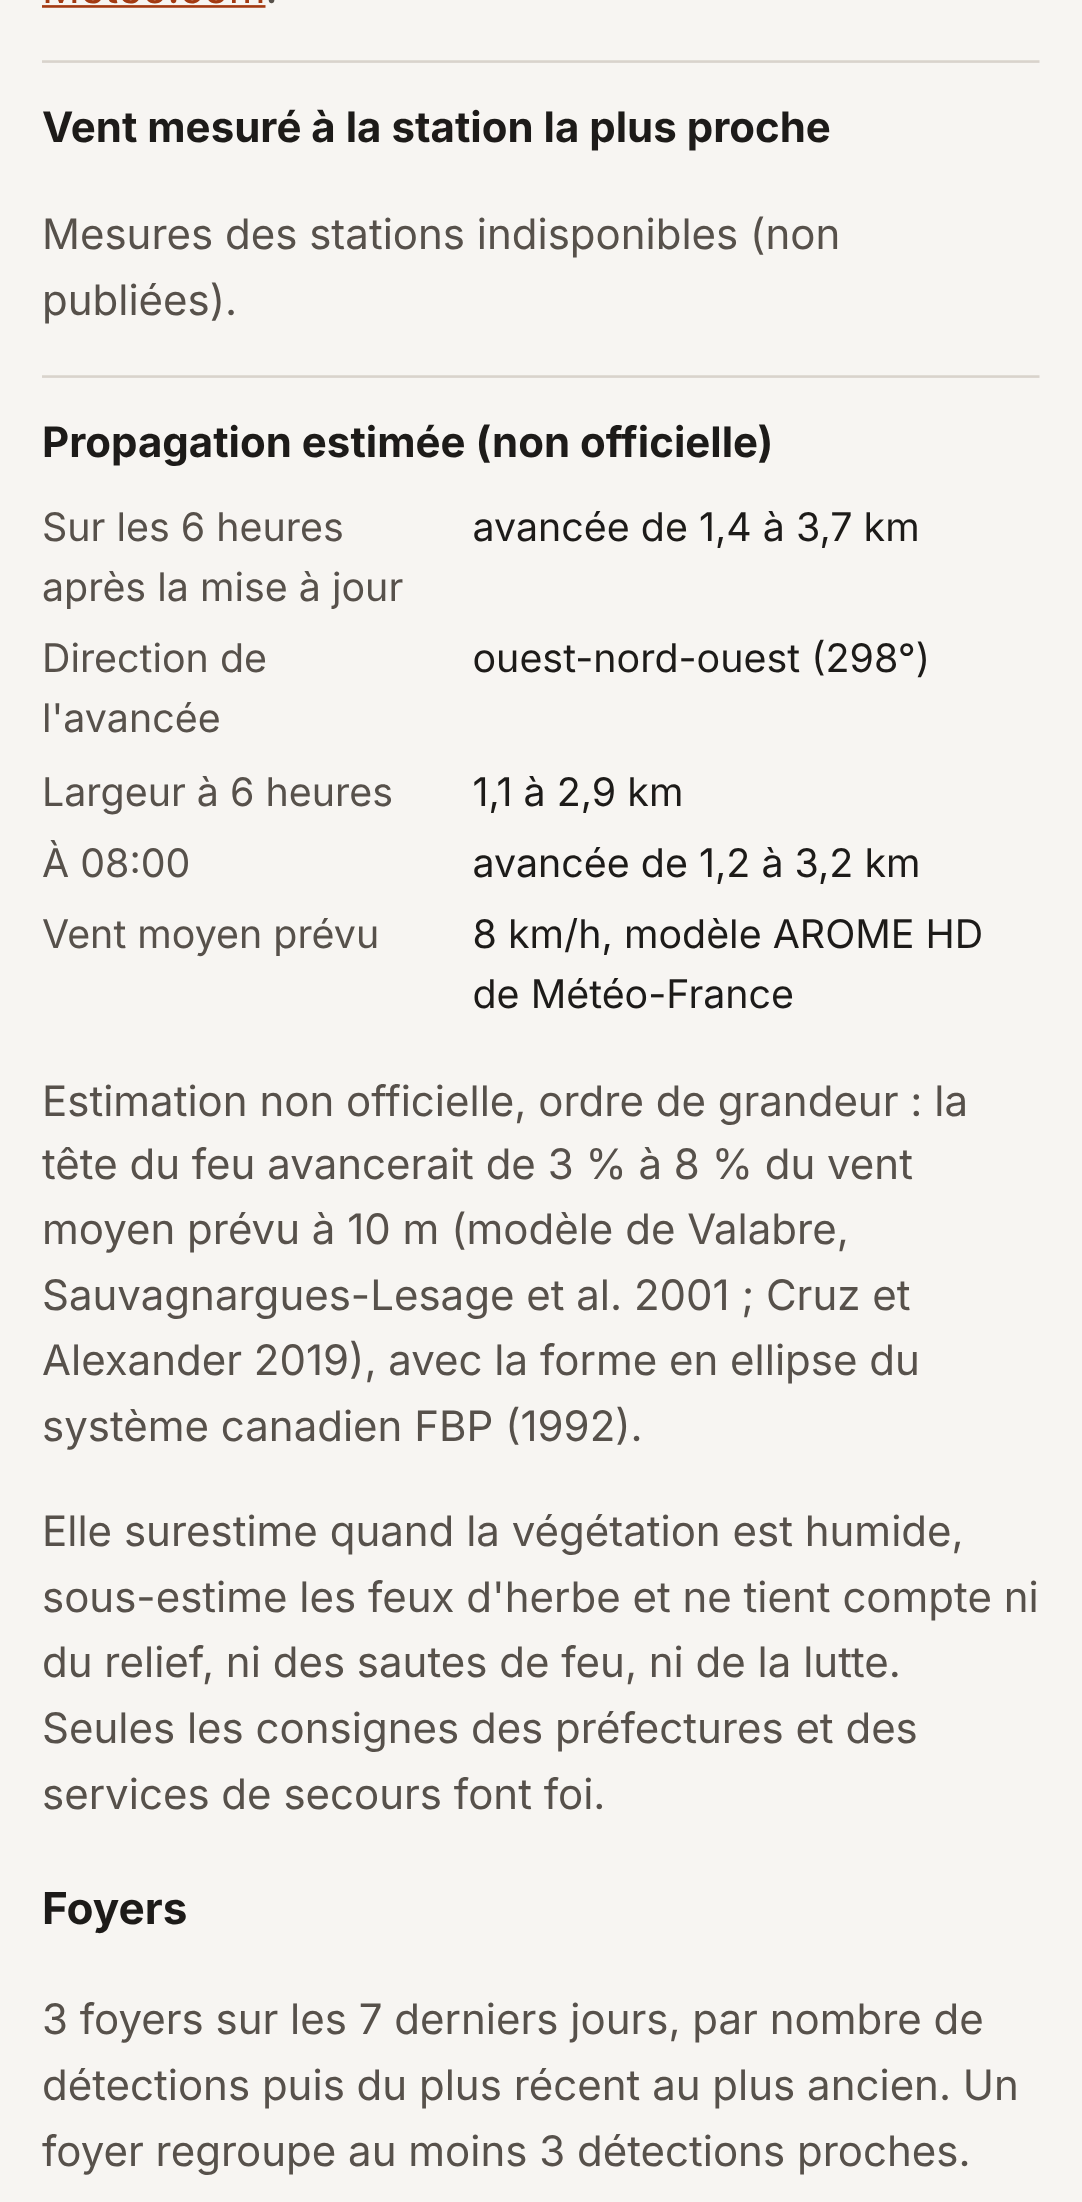 Vent mesuré à la station la plus proche
Mesures des stations indisponibles (non
publiées).
Propagation estimée (non officielle)
Sur les 6 heures
après la mise à jour
avancée de 1,4 à 3,7 km
Direction de
l'avancée
ouest-nord-ouest (298°)
Largeur à 6 heures
1,1 à 2,9 km
À 08:00
avancée de 1,2 à 3,2 km
Vent moyen prévu
8 km/h, modèle AROME HD
de Météo-France
Estimation non officielle, ordre de grandeur : la
tête du feu avancerait de 3 % à 8 % du vent
moyen prévu à 10 m (modèle de Valabre,
Sauvagnargues-Lesage et al. 2001 ; Cruz et
Alexander 2019), avec la forme en ellipse du
système canadien FBP (1992).
Elle surestime quand la végétation est humide,
sous-estime les feux d'herbe et ne tient compte ni
du relief, ni des sautes de feu, ni de la lutte.
Seules les consignes des préfectures et des
services de secours font foi.
Foyers
3 foyers sur les 7 derniers jours, par nombre de
détections puis du plus récent au plus ancien. Un
foyer regroupe au moins 3 détections proches.